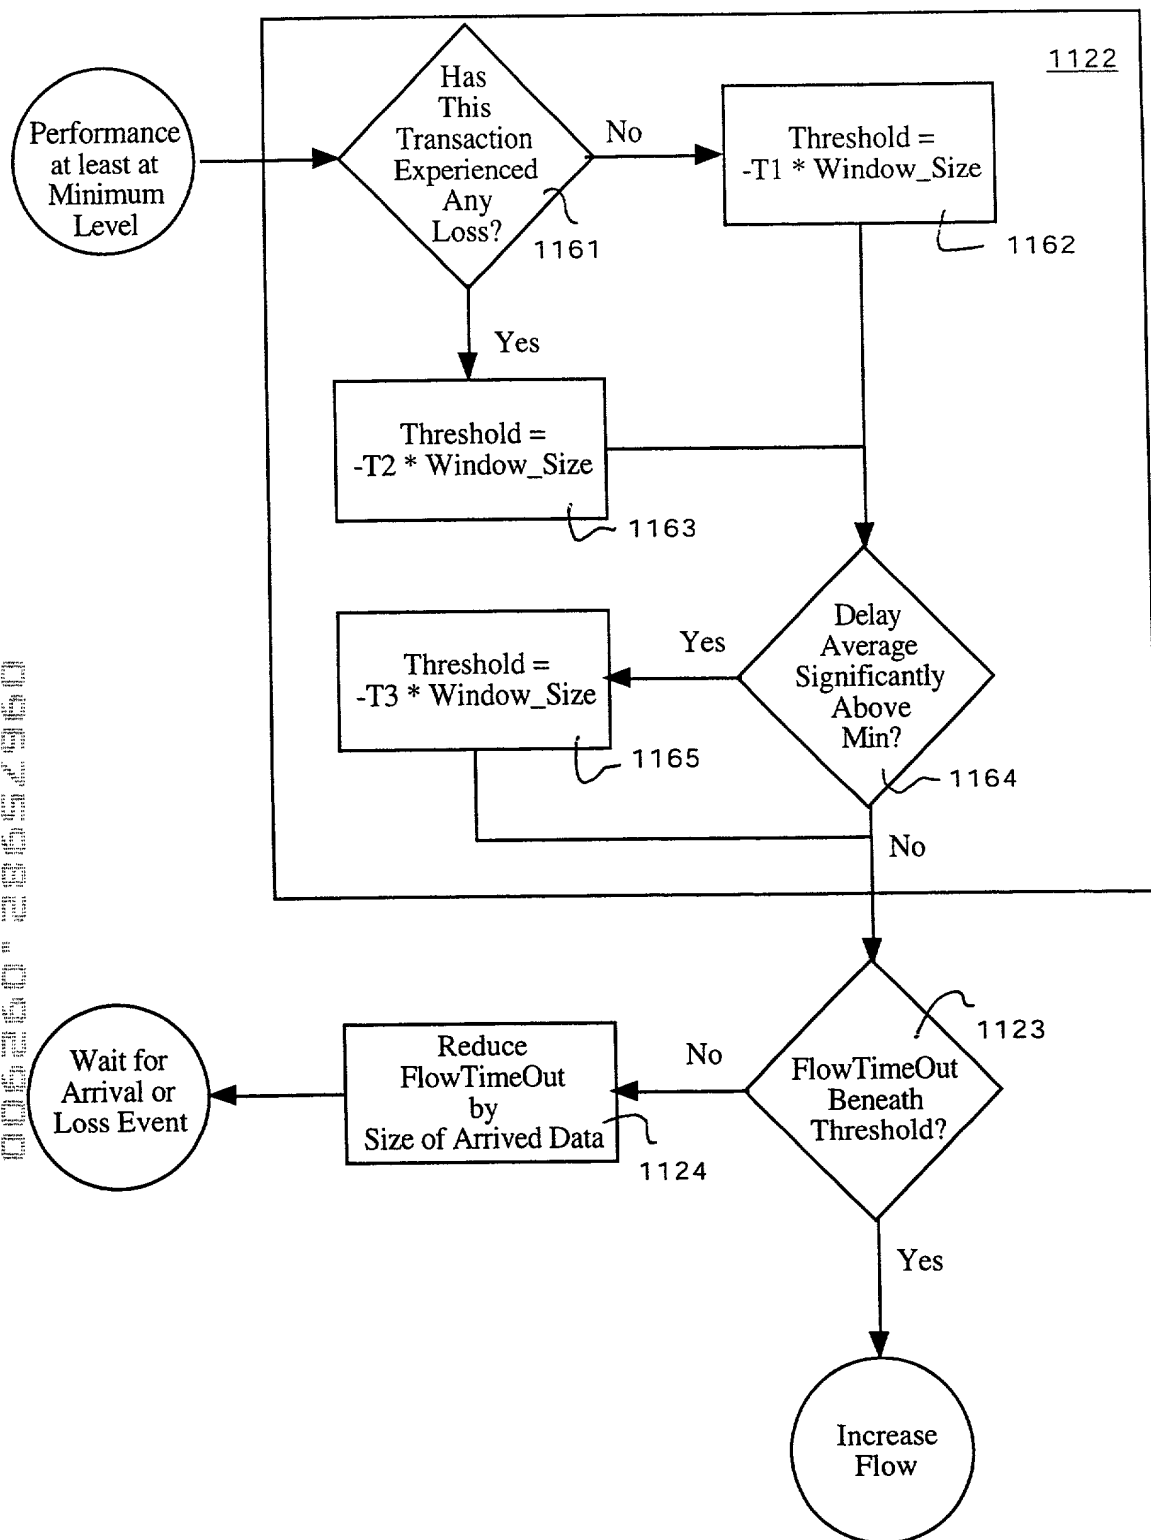 1122
Has
This
Transaction
Experienced
Any
Loss?
1161
Performance
at least at
Minimum
Level
No
Threshold =
-T1 * Window_Size
1162
Yes
Threshold =
-T2 * Window_Size
1163
Delay
Average
Significantly
Above
Min?
1164
Yes
Threshold =
-T3 * Window_Size
1165
No
1123
FlowTimeOut
Beneath
Threshold?
No
Reduce
FlowTimeOut
by
Size of Arrived Data
1124
Wait for
Arrival or
Loss Event
Yes
Increase
Flow